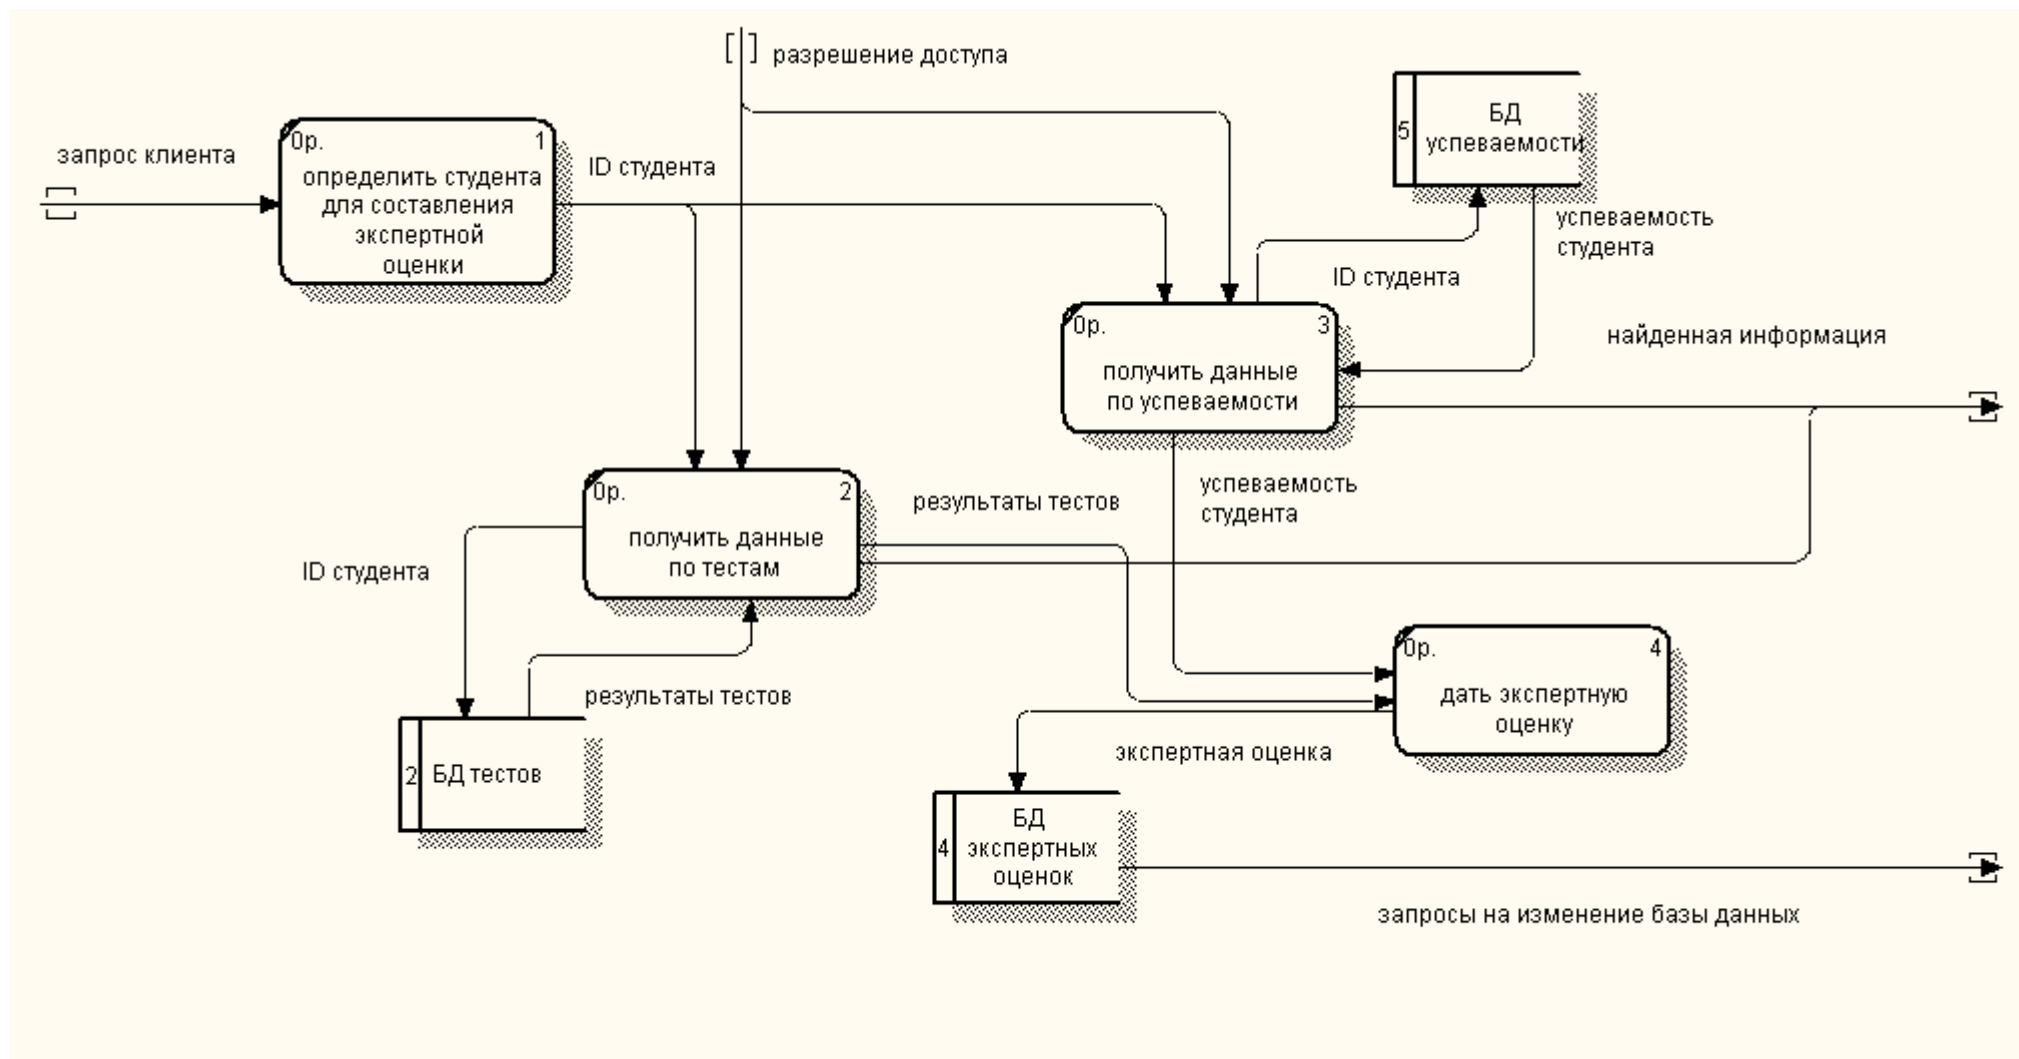 разрешение доступа
запрос клиента
0р. 1
определить студента
для составления
экспертной
оценки
ID студента
5
БД
успеваемости
успеваемость
студента
ID студента
0р. 3
получить данные
по успеваемости
найденная информация
0р. 2
получить данные
по тестам
результаты тестов
успеваемость
студента
ID студента
результаты тестов
2 БД тестов
0р. 4
дать экспертную
оценку
экспертная оценка
4
БД
экспертных
оценок
запросы на изменение базы данных